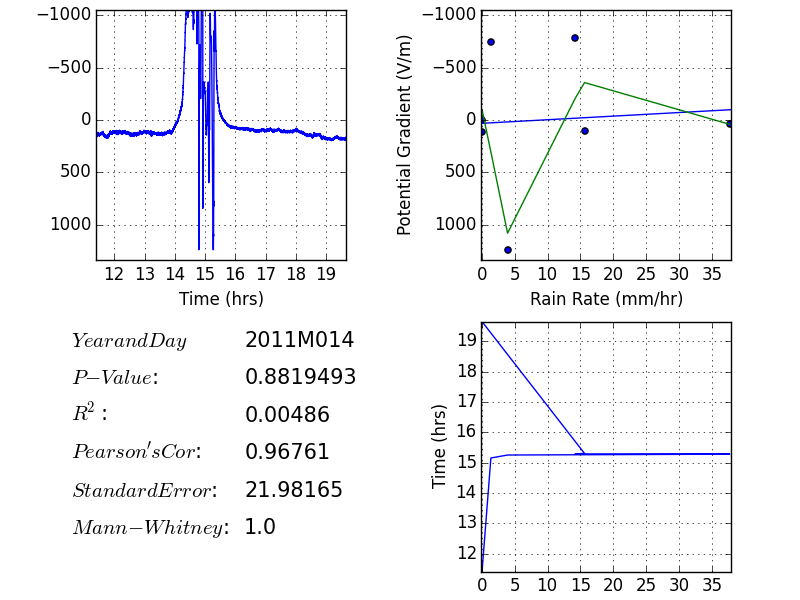 −1000
−500
0
500
1000
12 13 14 15 16 17 18 19
Time (hrs)
Potential Gradient (V/m)
−1000
−500
0
500
1000
0 5 10 15 20 25 30 35
Rain Rate (mm/hr)
YearandDay 2011M014
P−Value: 0.8819493
R²: 0.00486
Pearson′sCor: 0.96761
StandardError: 21.98165
Mann−Whitney: 1.0
Time (hrs)
19
18
17
16
15
14
13
12
0 5 10 15 20 25 30 35